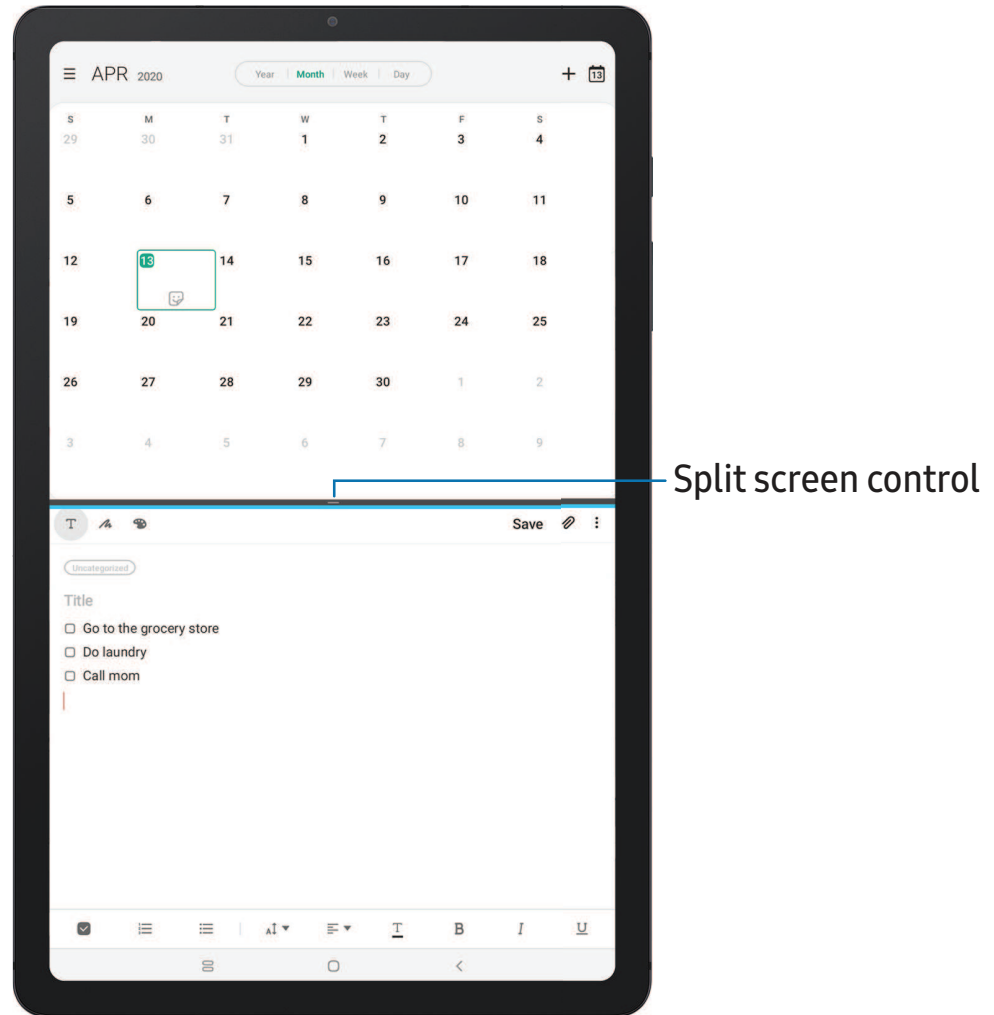 APR 2020
Year Month Week Day
13
S M T W T F S
29 30 31 1 2 3 4
5 6 7 8 9 10 11
12 13 14 15 16 17 18
19 20 21 22 23 24 25
26 27 28 29 30 1 2
3 4 5 6 7 8 9
Split screen control
T Save
Uncategorized
Title
Go to the grocery store
Do laundry
Call mom
A T B I U